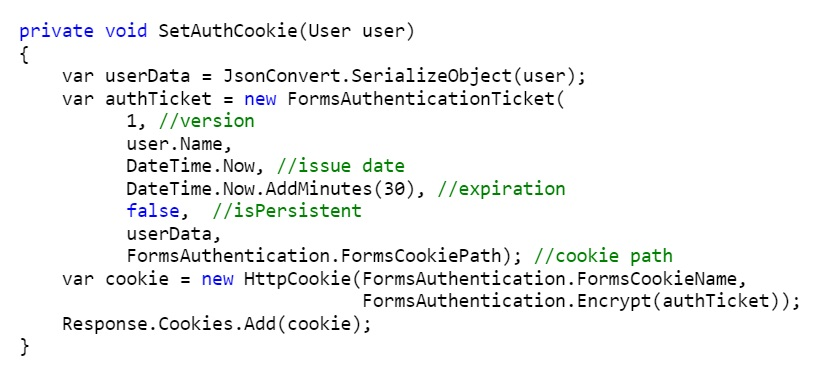 private void SetAuthCookie(User user)
{
    var userData = JsonConvert.SerializeObject(user);
    var authTicket = new FormsAuthenticationTicket(
          1, //version
          user.Name,
          DateTime.Now, //issue date
          DateTime.Now.AddMinutes(30), //expiration
          false,  //isPersistent
          userData,
          FormsAuthentication.FormsCookiePath); //cookie path
    var cookie = new HttpCookie(FormsAuthentication.FormsCookieName,
                                FormsAuthentication.Encrypt(authTicket));
    Response.Cookies.Add(cookie);
}